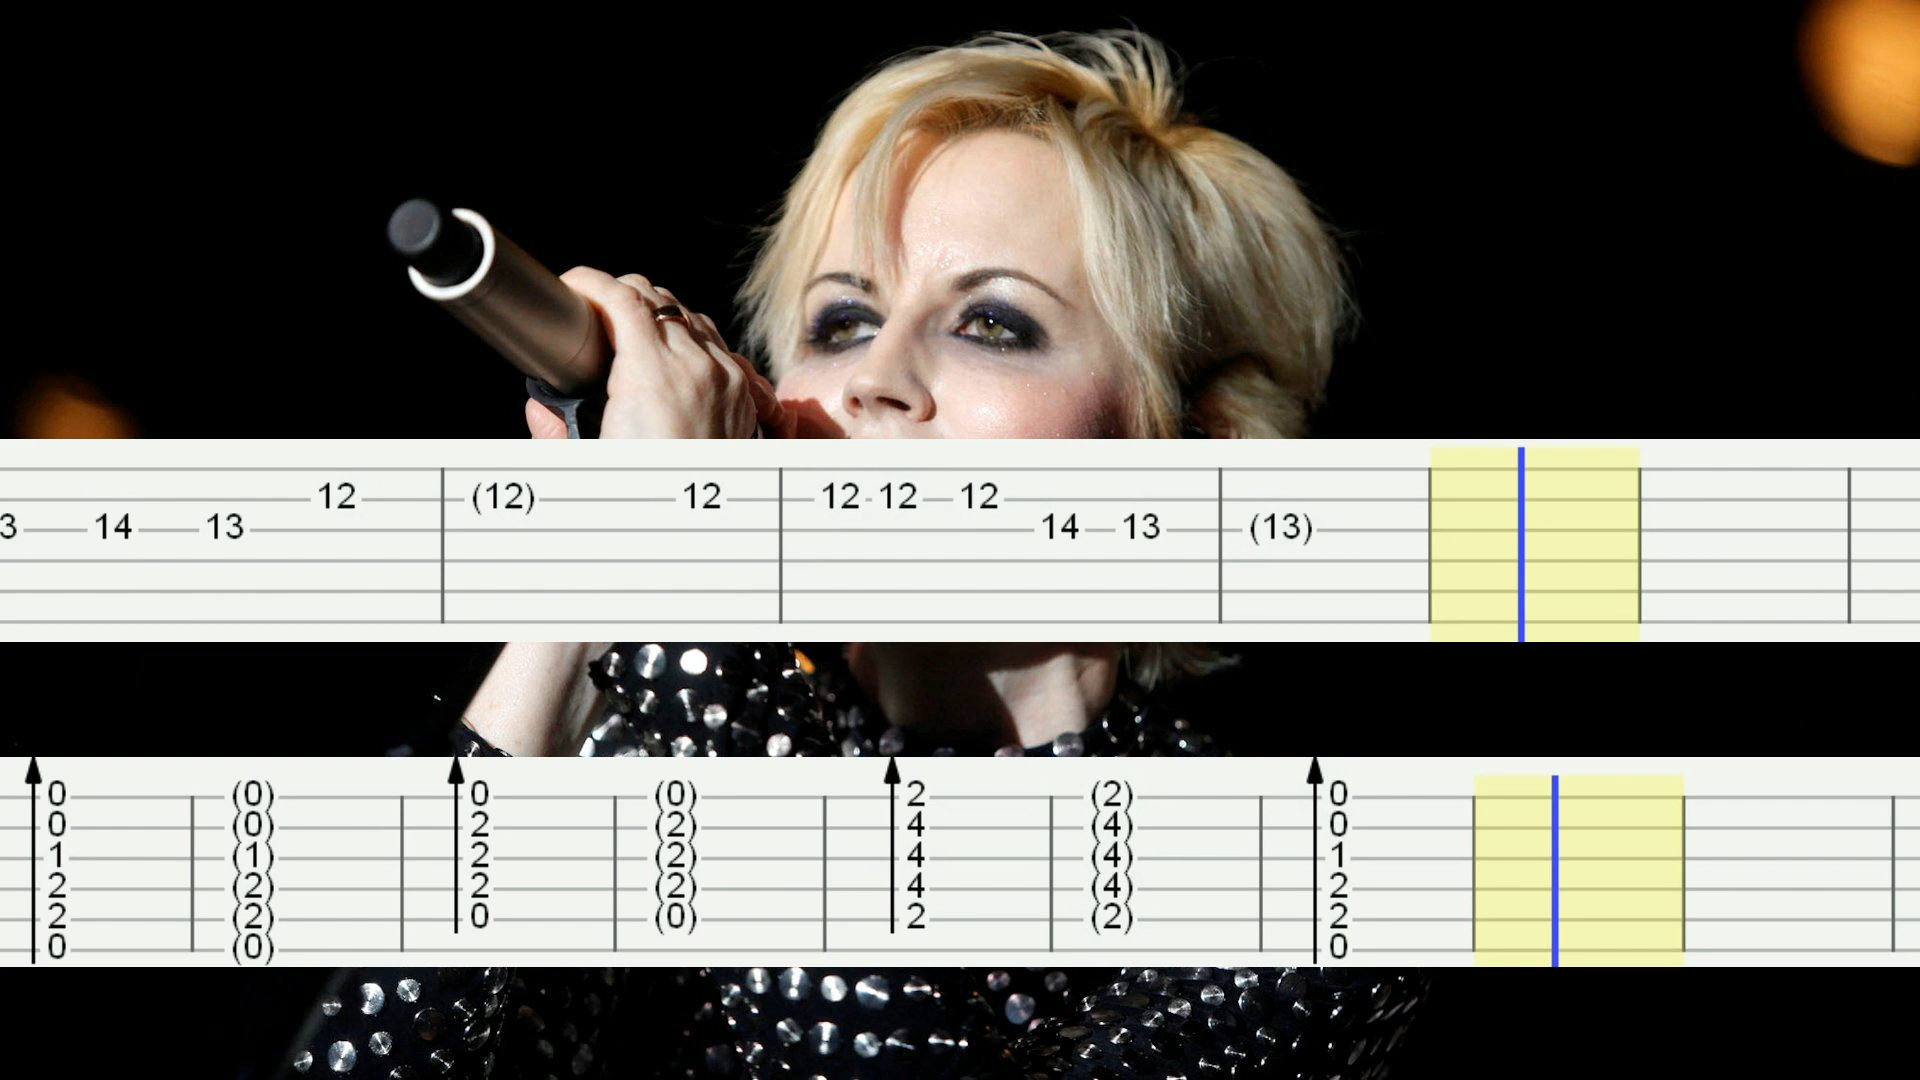 12 (12) 12 12 12 12
3 14 13 14 13 (13)
0 (0) 0 (0) 2 (2) 0
0 (0) 2 (2) 4 (4) 0
1 (1) 2 (2) 4 (4) 1
2 (2) 2 (2) 4 (4) 2
2 (2) 0 (0) 2 (2) 2
0 (0) 0